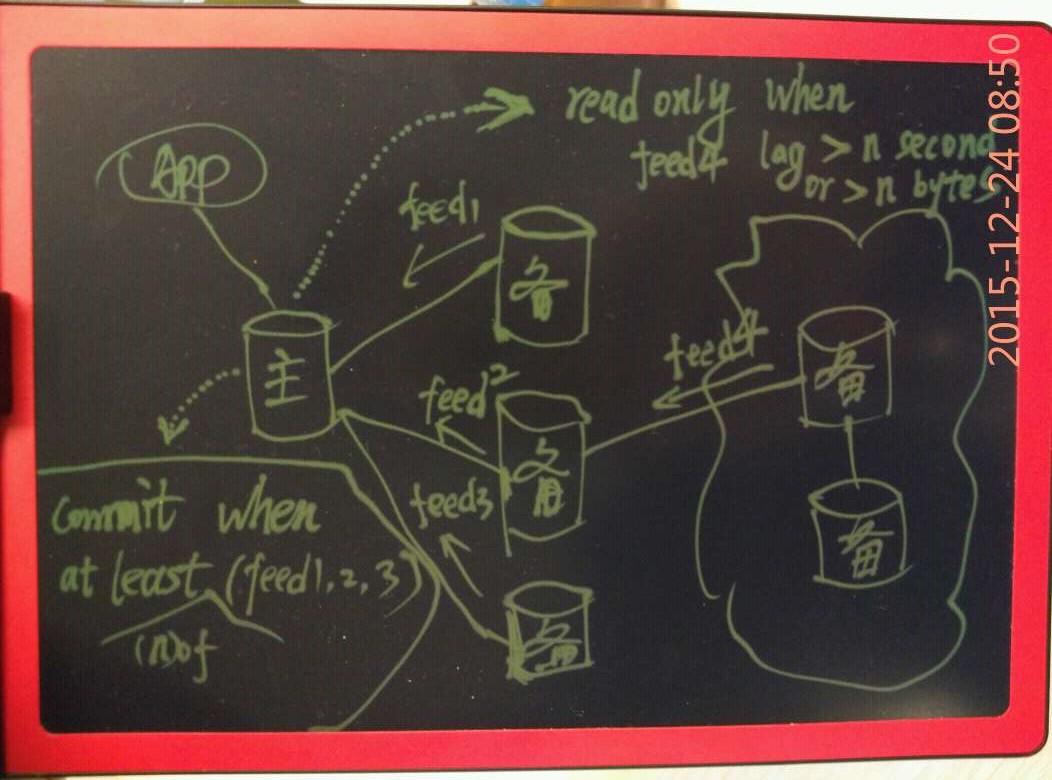 read only when
feed4 lag > n second
or > n bytes
App
feed1
备
主
feed2
备
feed4
备
feed3
备
备
Commit when
at least (feed1,2,3)
(n)of
2015-12-24 08:50